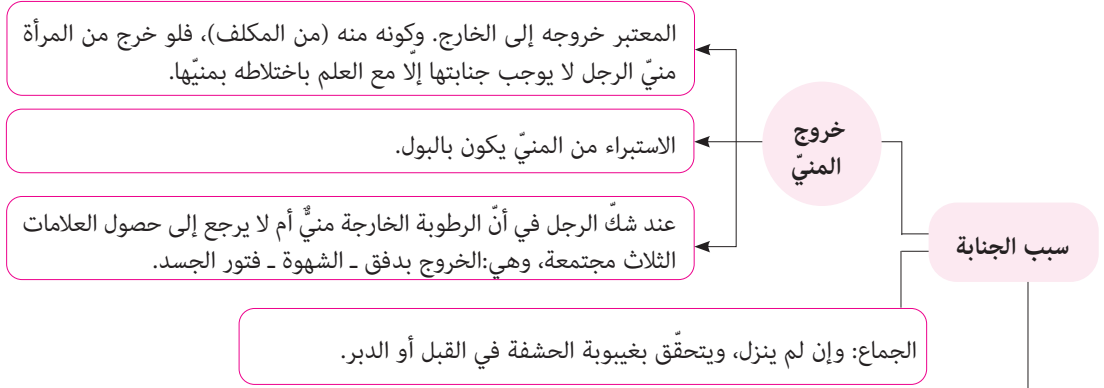 سبب الجنابة
خروج
المنيّ
المعتبر خروجه إلى الخارج. وكونه منه (من المكلف)، فلو خرج من المرأة
منيّ الرجل لا يوجب جنابتها إلّا مع العلم باختلاطه بمنيّها.
الاستبراء من المنيّ يكون بالبول.
عند شكّ الرجل في أنّ الرطوبة الخارجة منيٌّ أم لا يرجع إلى حصول العلامات
الثلاث مجتمعة، وهي:الخروج بدفق ـ الشهوة ـ فتور الجسد.
الجماع: وإن لم ينزل، ويتحقّق بغيبوبة الحشفة في القبل أو الدبر.